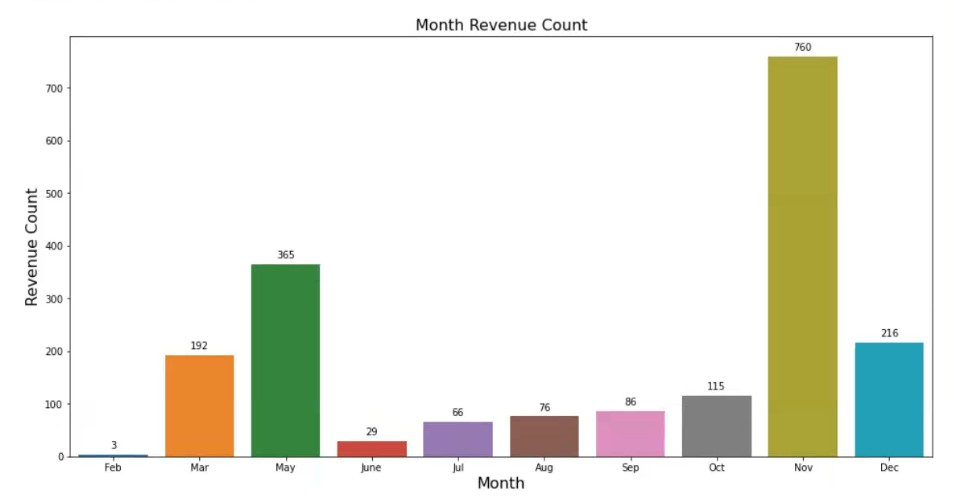 Month Revenue Count
Revenue Count
700
600
500
400
300
200
100
0
3
192
365
29
66
76
86
115
760
216
Feb
Mar
May
June
Jul
Aug
Sep
Oct
Nov
Dec
Month